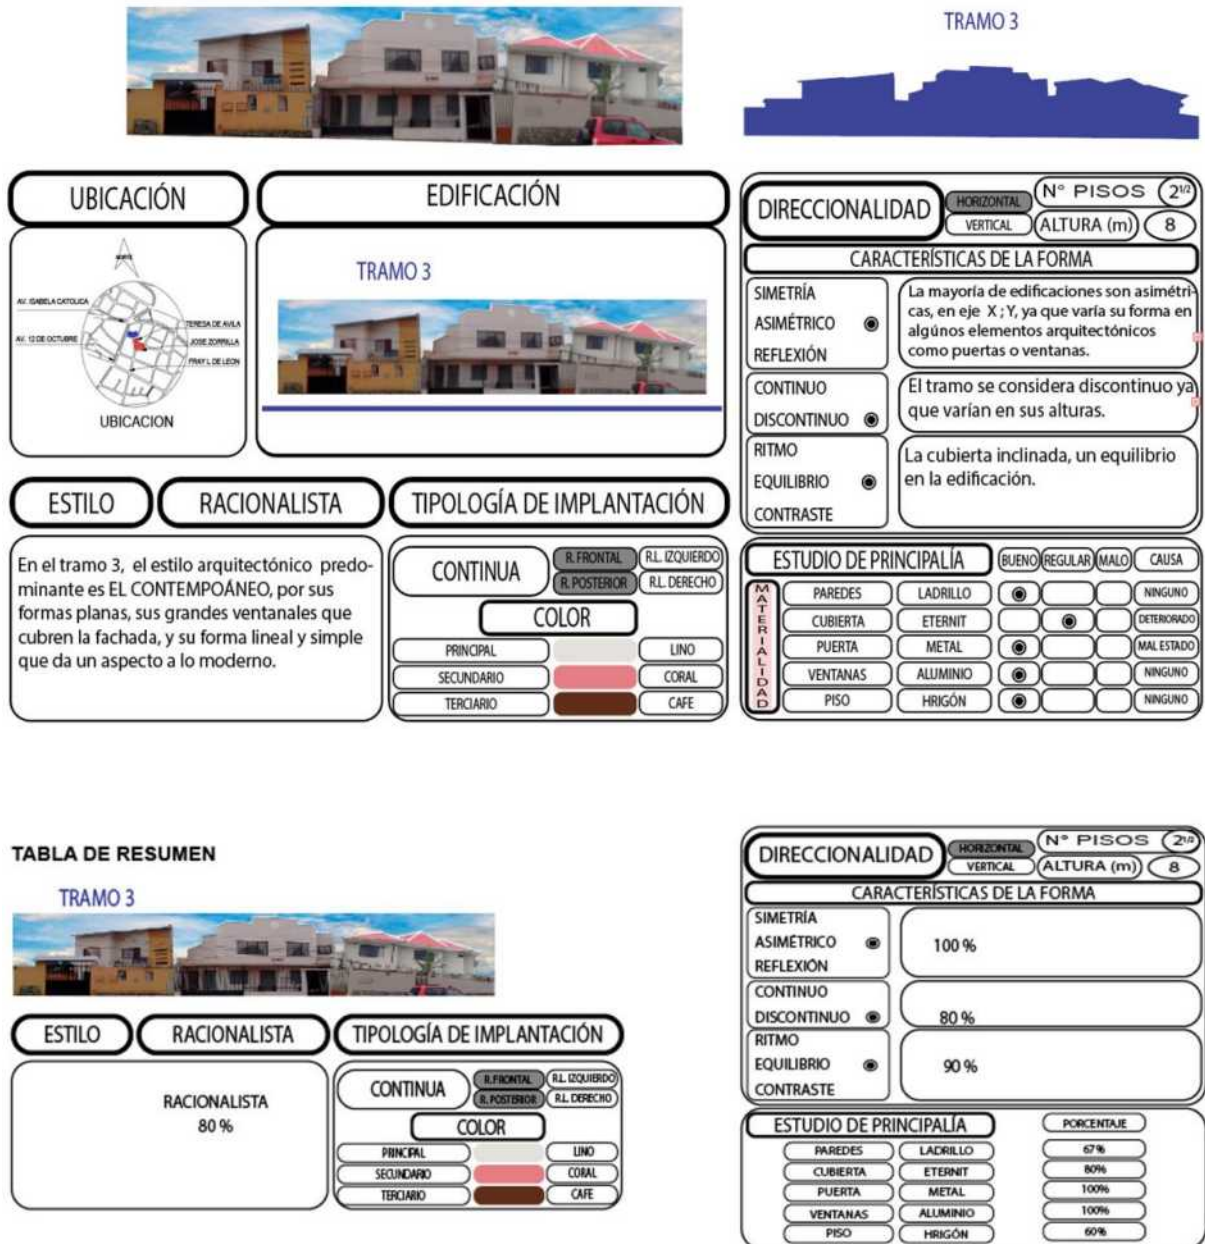 TRAMO 3
UBICACIÓN
NORTE
AV. ISABELA CATOLICA
TERESA DE AVILA
AV. 12 DE OCTUBRE
JOSE ZORRILLA
FRAY L. DE LEON
UBICACION
EDIFICACIÓN
TRAMO 3
DIRECCIONALIDAD
HORIZONTAL
VERTICAL
N° PISOS 2 1/2
ALTURA (m) 8
CARACTERÍSTICAS DE LA FORMA
SIMETRÍA
ASIMÉTRICO
REFLEXIÓN
La mayoría de edificaciones son asimétri-
cas, en eje X ; Y, ya que varía su forma en
algúnos elementos arquitectónicos
como puertas o ventanas.
CONTINUO
DISCONTINUO
El tramo se considera discontinuo ya
que varían en sus alturas.
RITMO
EQUILIBRIO
CONTRASTE
La cubierta inclinada, un equilibrio
en la edificación.
ESTILO
RACIONALISTA
En el tramo 3, el estilo arquitectónico predo-
minante es EL CONTEMPOÁNEO, por sus
formas planas, sus grandes ventanales que
cubren la fachada, y su forma lineal y simple
que da un aspecto a lo moderno.
TIPOLOGÍA DE IMPLANTACIÓN
CONTINUA
R. FRONTAL R.L. IZQUIERDO
R. POSTERIOR R.L. DERECHO
COLOR
PRINCIPAL LINO
SECUNDARIO CORAL
TERCIARIO CAFE
ESTUDIO DE PRINCIPALÍA BUENO REGULAR MALO CAUSA
MATERIALIDAD
PAREDES LADRILLO NINGUNO
CUBIERTA ETERNIT DETERIORADO
PUERTA METAL MAL ESTADO
VENTANAS ALUMINIO NINGUNO
PISO HRIGÓN NINGUNO
TABLA DE RESUMEN
TRAMO 3
ESTILO
RACIONALISTA
RACIONALISTA
80 %
TIPOLOGÍA DE IMPLANTACIÓN
CONTINUA
R. FRONTAL R.L. IZQUIERDO
R. POSTERIOR R.L. DERECHO
COLOR
PRINCIPAL LINO
SECUNDARIO CORAL
TERCIARIO CAFE
DIRECCIONALIDAD
HORIZONTAL
VERTICAL
N° PISOS 2 1/2
ALTURA (m) 8
CARACTERÍSTICAS DE LA FORMA
SIMETRÍA
ASIMÉTRICO
REFLEXIÓN
100 %
CONTINUO
DISCONTINUO
80 %
RITMO
EQUILIBRIO
CONTRASTE
90 %
ESTUDIO DE PRINCIPALÍA PORCENTAJE
PAREDES LADRILLO 67%
CUBIERTA ETERNIT 80%
PUERTA METAL 100%
VENTANAS ALUMINIO 100%
PISO HRIGÓN 60%